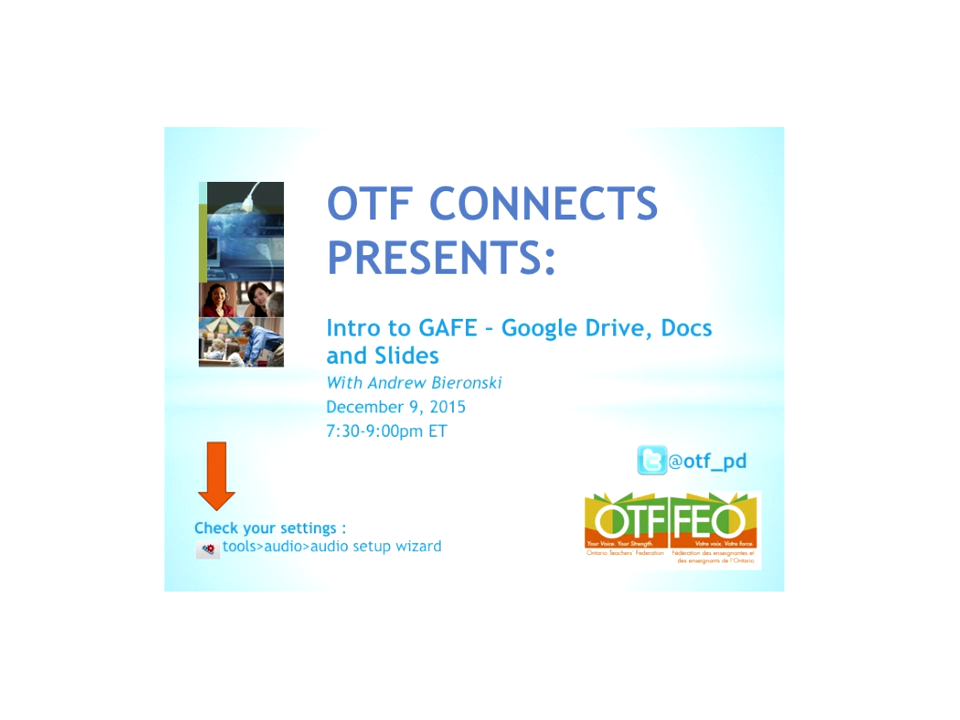 OTF CONNECTS
PRESENTS:
Intro to GAFE – Google Drive, Docs
and Slides
With Andrew Bieronski
December 9, 2015
7:30-9:00pm ET
@otf_pd
Check your settings :
tools>audio>audio setup wizard
OTF FEO
Your Voice. Your Strength. Votre voix. Votre force.
Ontario Teachers' Federation Fédération des enseignantes et
des enseignants de l'Ontario